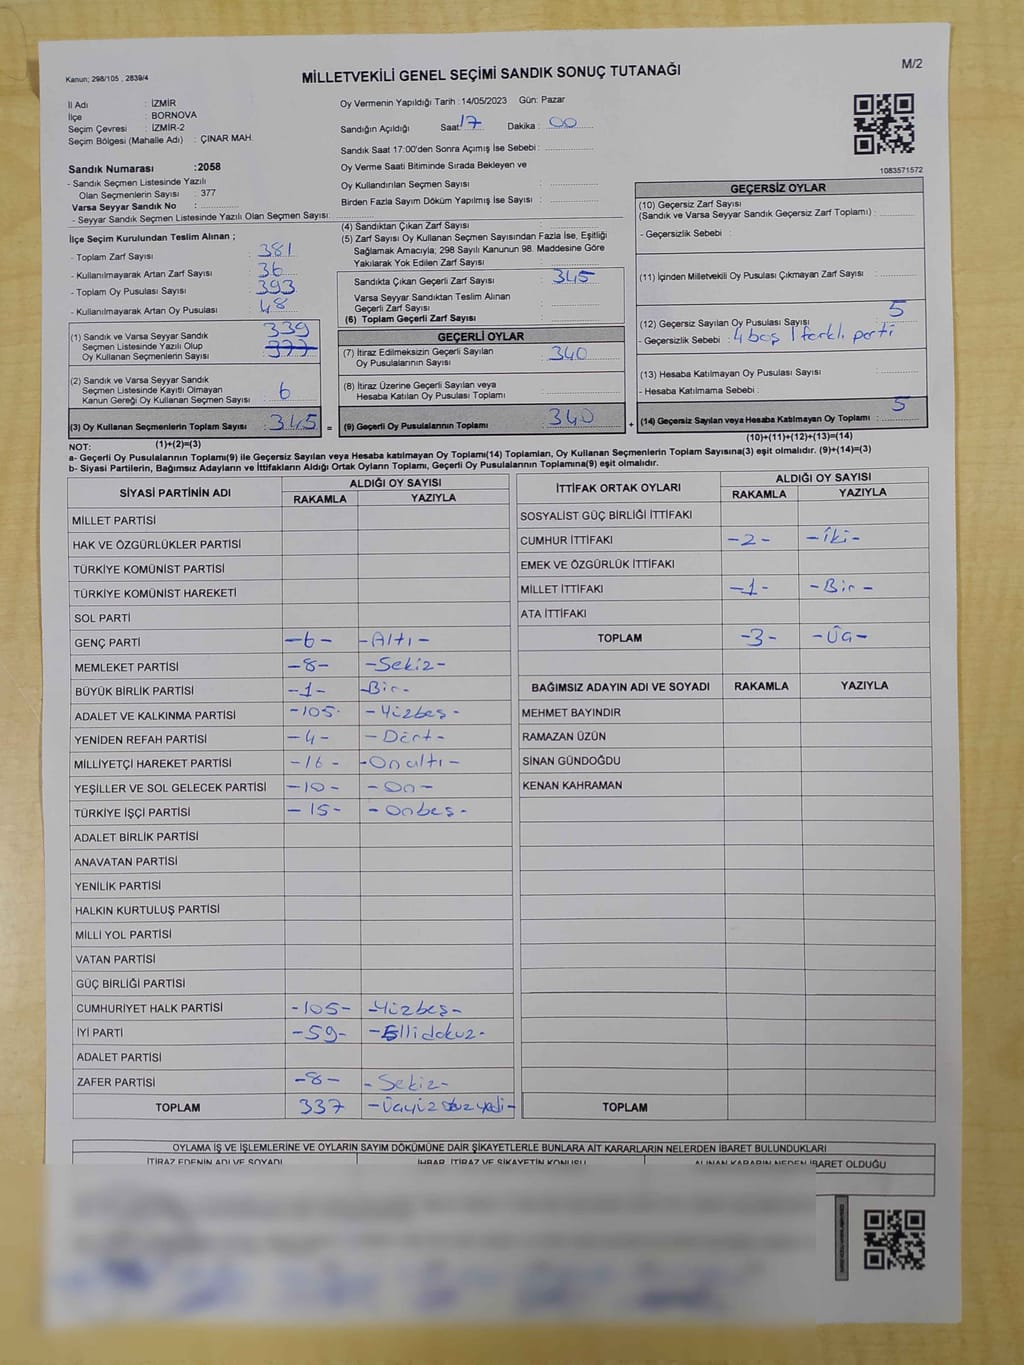 Kanun; 298/105 , 2839/4
MİLLETVEKİLİ GENEL SEÇİMİ SANDIK SONUÇ TUTANAĞI
M/2
İl Adı : İZMİR
İlçe : BORNOVA
Seçim Çevresi : İZMİR-2
Seçim Bölgesi (Mahalle Adı) : ÇINAR MAH.
Oy Vermenin Yapıldığı Tarih : 14/05/2023 Gün: Pazar
Sandığın Açıldığı Saat 17 Dakika : 00
Sandık Saat 17:00'den Sonra Açımış İse Sebebi :
Oy Verme Saati Bitiminde Sırada Bekleyen ve
Oy Kullandırılan Seçmen Sayısı :
Birden Fazla Sayım Döküm Yapılmış İse Sayısı :
1083571572
Sandık Numarası :2058
- Sandık Seçmen Listesinde Yazılı
Olan Seçmenlerin Sayısı : 377
Varsa Seyyar Sandık No :
- Seyyar Sandık Seçmen Listesinde Yazılı Olan Seçmen Sayısı:
İlçe Seçim Kurulundan Teslim Alınan ;
- Toplam Zarf Sayısı : 381
- Kullanılmayarak Artan Zarf Sayısı : 36
- Toplam Oy Pusulası Sayısı : 393
- Kullanılmayarak Artan Oy Pusulası : 48
(1) Sandık ve Varsa Seyyar Sandık 339
Seçmen Listesinde Yazılı Olup
Oy Kullanan Seçmenlerin Sayısı : 377
(2) Sandık ve Varsa Seyyar Sandık
Seçmen Listesinde Kayıtlı Olmayan
Kanun Gereği Oy Kullanan Seçmen Sayısı : 6
(3) Oy Kullanan Seçmenlerin Toplam Sayısı : 345 =
(1)+(2)=(3)
(4) Sandıktan Çıkan Zarf Sayısı :
(5) Zarf Sayısı Oy Kullanan Seçmen Sayısından Fazla İse, Eşitliği
Sağlamak Amacıyla; 298 Sayılı Kanunun 98. Maddesine Göre
Yakılarak Yok Edilen Zarf Sayısı :
Sandıkta Çıkan Geçerli Zarf Sayısı : 345
Varsa Seyyar Sandıktan Teslim Alınan
Geçerli Zarf Sayısı :
(6) Toplam Geçerli Zarf Sayısı :
GEÇERLİ OYLAR
(7) İtiraz Edilmeksizin Geçerli Sayılan
Oy Pusulalarının Sayısı : 340
(8) İtiraz Üzerine Geçerli Sayılan veya
Hesaba Katılan Oy Pusulası Toplamı :
(9) Geçerli Oy Pusulalarının Toplamı : 340 +
GEÇERSİZ OYLAR
(10) Geçersiz Zarf Sayısı
(Sandık ve Varsa Seyyar Sandık Geçersiz Zarf Toplamı) :
- Geçersizlik Sebebi :
(11) İçinden Milletvekili Oy Pusulası Çıkmayan Zarf Sayısı :
(12) Geçersiz Sayılan Oy Pusulası Sayısı : 5
- Geçersizlik Sebebi : 4 boş 1 farklı parti
(13) Hesaba Katılmayan Oy Pusulası Sayısı :
- Hesaba Katılmama Sebebi :
(14) Geçersiz Sayılan veya Hesaba Katılmayan Oy Toplamı : 5
(10)+(11)+(12)+(13)=(14)
NOT:
a- Geçerli Oy Pusulalarının Toplamı(9) ile Geçersiz Sayılan veya Hesaba katılmayan Oy Toplamı(14) Toplamları, Oy Kullanan Seçmenlerin Toplam Sayısına(3) eşit olmalıdır. (9)+(14)=(3)
b- Siyasi Partilerin, Bağımsız Adayların ve İttifakların Aldığı Ortak Oyların Toplamı, Geçerli Oy Pusulalarının Toplamına(9) eşit olmalıdır.
SİYASİ PARTİNİN ADI ALDIĞI OY SAYISI
RAKAMLA YAZIYLA
MİLLET PARTİSİ
HAK VE ÖZGÜRLÜKLER PARTİSİ
TÜRKİYE KOMÜNİST PARTİSİ
TÜRKİYE KOMÜNİST HAREKETİ
SOL PARTİ
GENÇ PARTİ -6- -Altı-
MEMLEKET PARTİSİ -8- -Sekiz-
BÜYÜK BİRLİK PARTİSİ -1- -Bir-
ADALET VE KALKINMA PARTİSİ -105- -Yüzbeş-
YENİDEN REFAH PARTİSİ -4- -Dört-
MİLLİYETÇİ HAREKET PARTİSİ -16- -Onaltı-
YEŞİLLER VE SOL GELECEK PARTİSİ -10- -On-
TÜRKİYE İŞÇİ PARTİSİ -15- -Onbeş-
ADALET BİRLİK PARTİSİ
ANAVATAN PARTİSİ
YENİLİK PARTİSİ
HALKIN KURTULUŞ PARTİSİ
MİLLİ YOL PARTİSİ
VATAN PARTİSİ
GÜÇ BİRLİĞİ PARTİSİ
CUMHURİYET HALK PARTİSİ -105- -Yüzbeş-
İYİ PARTİ -59- -Ellidokuz-
ADALET PARTİSİ
ZAFER PARTİSİ -8- -Sekiz-
TOPLAM 337 -Üçyüz otuz yedi-
İTTİFAK ORTAK OYLARI ALDIĞI OY SAYISI
RAKAMLA YAZIYLA
SOSYALİST GÜÇ BİRLİĞİ İTTİFAKI
CUMHUR İTTİFAKI -2- -İki-
EMEK VE ÖZGÜRLÜK İTTİFAKI
MİLLET İTTİFAKI -1- -Bir-
ATA İTTİFAKI
TOPLAM -3- -Üç-
BAĞIMSIZ ADAYIN ADI VE SOYADI RAKAMLA YAZIYLA
MEHMET BAYINDIR
RAMAZAN ÜZÜN
SİNAN GÜNDOĞDU
KENAN KAHRAMAN
TOPLAM
OYLAMA İŞ VE İŞLEMLERİNE VE OYLARIN SAYIM DÖKÜMÜNE DAİR ŞİKAYETLERLE BUNLARA AİT KARARLARIN NELERDEN İBARET BULUNDUKLARI
İTİRAZ EDENİN ADI VE SOYADI İHBAR, İTİRAZ VE ŞİKAYETİN KONUSU ALINAN KARARIN NEDEN İBARET OLDUĞU